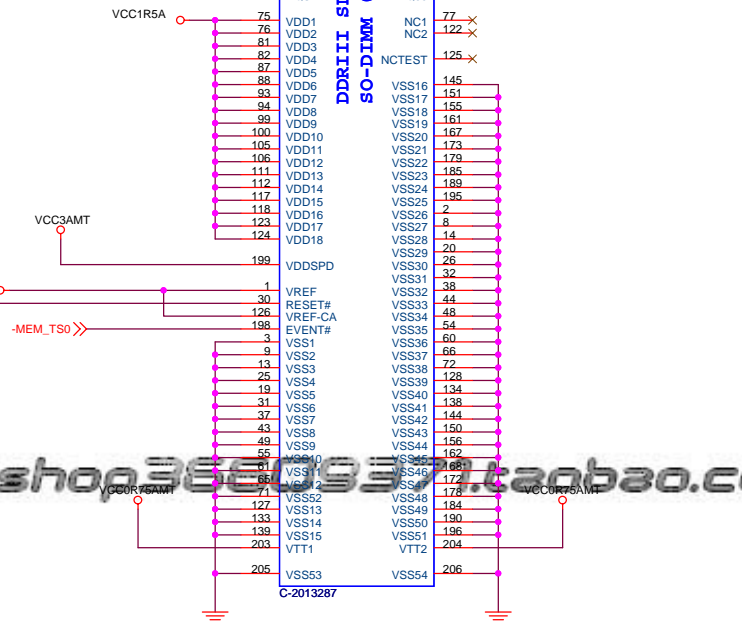 VCC1R5A
75 VDD1
76 VDD2
81 VDD3
82 VDD4
87 VDD5
88 VDD6
93 VDD7
94 VDD8
99 VDD9
100 VDD10
105 VDD11
106 VDD12
111 VDD13
112 VDD14
117 VDD15
118 VDD16
123 VDD17
124 VDD18
VCC3AMT
199 VDDSPD
1 VREF
30 RESET#
126 VREF-CA
-MEM_TS0 198 EVENT#
3 VSS1
9 VSS2
13 VSS3
25 VSS4
19 VSS5
31 VSS6
37 VSS7
43 VSS8
49 VSS9
55 VSS10
61 VSS11
65 VSS12
71 VSS52
127 VSS13
133 VSS14
139 VSS15
VCC0R75AMT
203 VTT1
205 VSS53
DDRIII
SO-DIMM
NC1 77
NC2 122
NCTEST 125
VSS16 145
VSS17 151
VSS18 155
VSS19 161
VSS20 167
VSS21 173
VSS22 179
VSS23 185
VSS24 189
VSS25 195
VSS26 2
VSS27 8
VSS28 14
VSS29 20
VSS30 26
VSS31 32
VSS32 38
VSS33 44
VSS34 48
VSS35 54
VSS36 60
VSS37 66
VSS38 72
VSS39 128
VSS40 134
VSS41 138
VSS42 144
VSS43 150
VSS44 156
VSS45 162
VSS46 168
VSS47 172
VSS48 178
VSS49 184
VSS50 190
VSS51 196
VTT2 204
VCC0R75AMT
VSS54 206
C-2013287